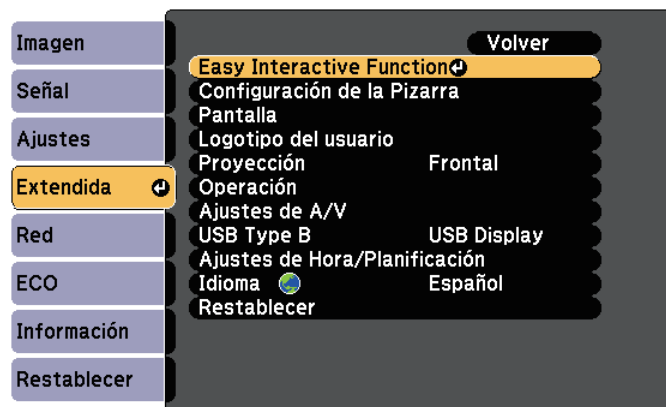 Imagen
Señal
Ajustes
Extendida
Red
ECO
Información
Restablecer
Volver
Easy Interactive Function
Configuración de la Pizarra
Pantalla
Logotipo del usuario
Proyección Frontal
Operación
Ajustes de A/V
USB Type B USB Display
Ajustes de Hora/Planificación
Idioma Español
Restablecer